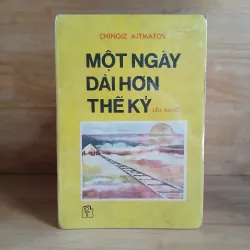 CHINGIZ AJTMATOV
MỘT NGÀY
DÀI HƠN
THẾ KỶ